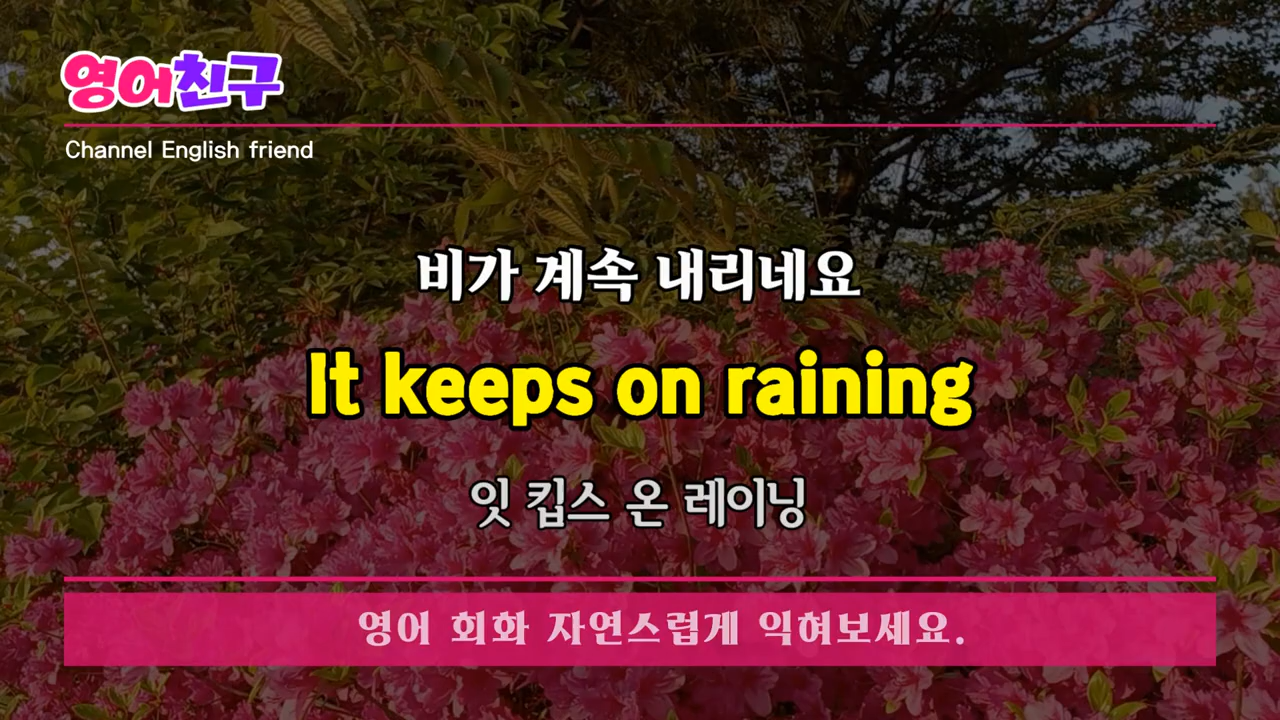 영어친구
Channel English friend
비가 계속 내리네요
It keeps on raining
잇 킵스 온 레이닝
영어 회화 자연스럽게 익혀보세요.